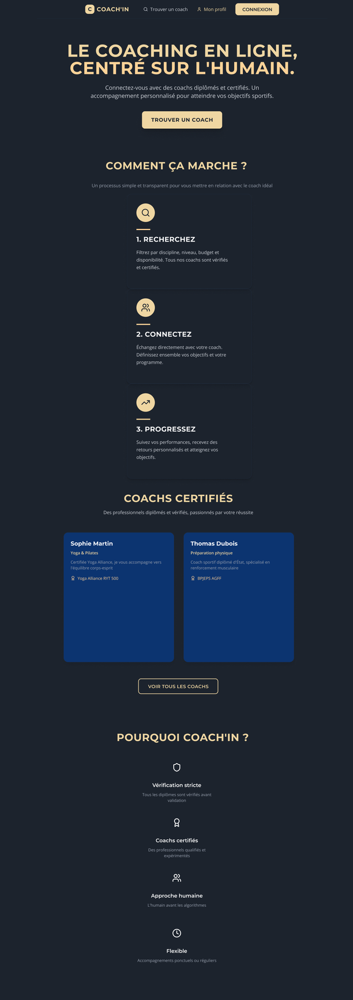 C COACH'IN Trouver un coach Mon profil CONNEXION
LE COACHING EN LIGNE,
CENTRÉ SUR L'HUMAIN.
Connectez-vous avec des coachs diplômés et certifiés. Un
accompagnement personnalisé pour atteindre vos objectifs sportifs.
TROUVER UN COACH
COMMENT ÇA MARCHE ?
Un processus simple et transparent pour vous mettre en relation avec le coach idéal
1. RECHERCHEZ
Filtrez par discipline, niveau, budget et
disponibilité. Tous nos coachs sont vérifiés
et certifiés.
2. CONNECTEZ
Échangez directement avec votre coach.
Définissez ensemble vos objectifs et votre
programme.
3. PROGRESSEZ
Suivez vos performances, recevez des
retours personnalisés et atteignez vos
objectifs.
COACHS CERTIFIÉS
Des professionnels diplômés et vérifiés, passionnés par votre réussite
Sophie Martin
Yoga & Pilates
Certifiée Yoga Alliance, je vous accompagne vers
l'équilibre corps-esprit
Yoga Alliance RYT 500
Thomas Dubois
Préparation physique
Coach sportif diplômé d'État, spécialisé en
renforcement musculaire
BPJEPS AGFF
VOIR TOUS LES COACHS
POURQUOI COACH'IN ?
Vérification stricte
Tous les diplômes sont vérifiés avant
validation
Coachs certifiés
Des professionnels qualifiés et
expérimentés
Approche humaine
L'humain avant les algorithmes
Flexible
Accompagnements ponctuels ou réguliers